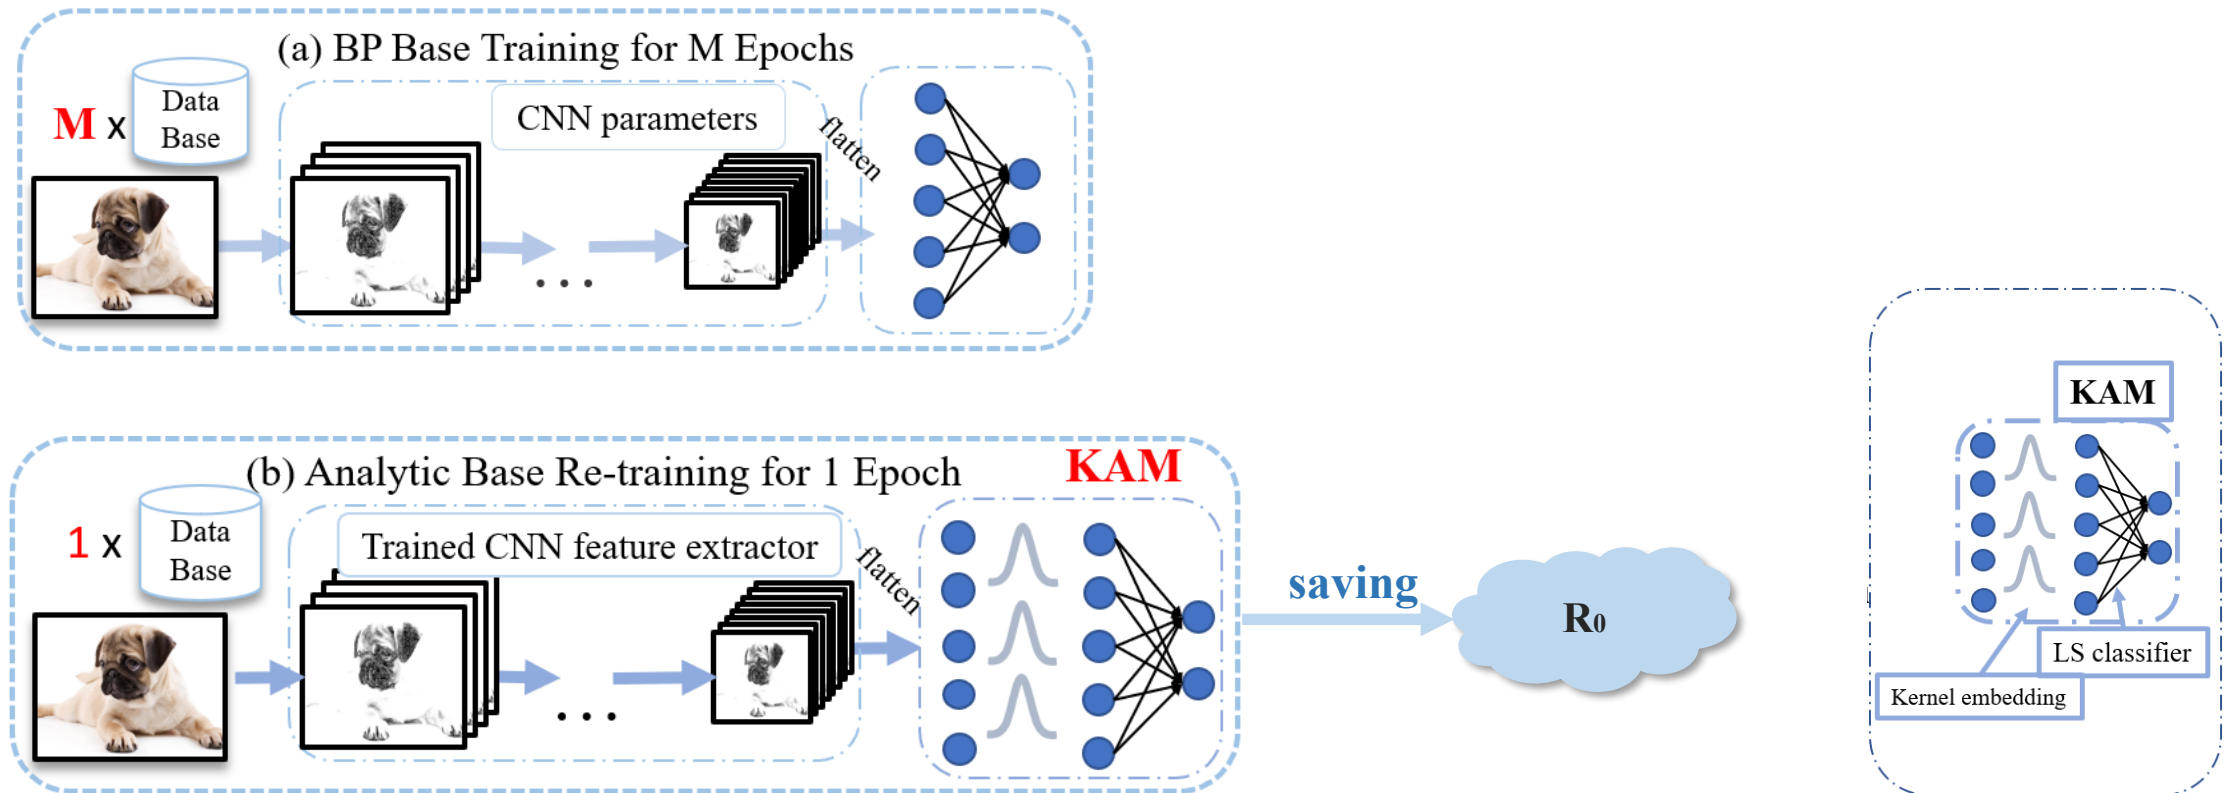 (a) BP Base Training for M Epochs
M x
Data
Base
CNN parameters
flatten
...
(b) Analytic Base Re-training for 1 Epoch
KAM
1 x
Data
Base
Trained CNN feature extractor
flatten
...
saving
R0
KAM
LS classifier
Kernel embedding